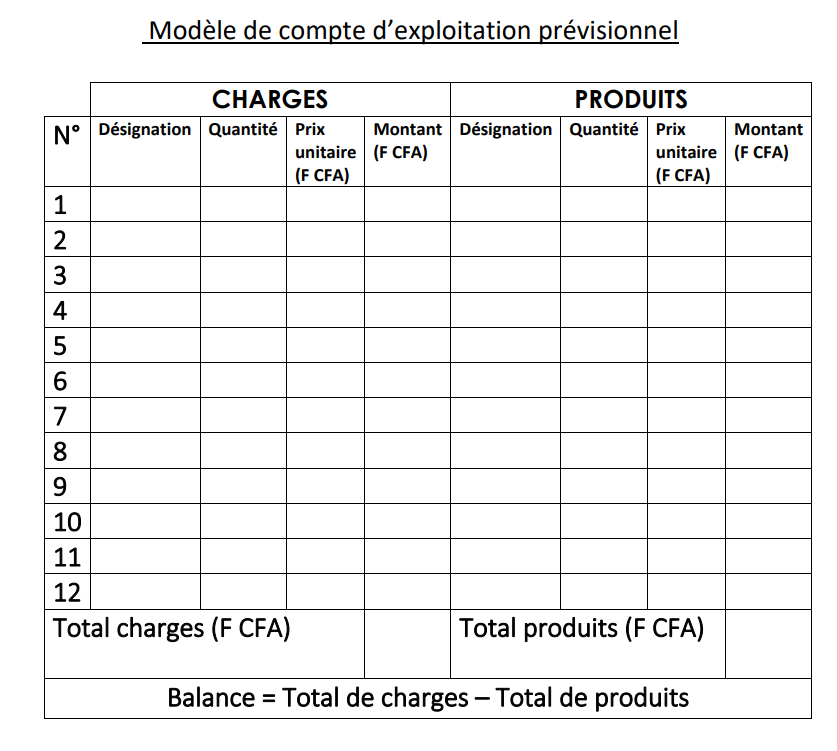 Modèle de compte d’exploitation prévisionnel
CHARGES PRODUITS
N° Désignation Quantité Prix unitaire (F CFA) Montant (F CFA) Désignation Quantité Prix unitaire (F CFA) Montant (F CFA)
1
2
3
4
5
6
7
8
9
10
11
12
Total charges (F CFA) Total produits (F CFA)
Balance = Total de charges – Total de produits